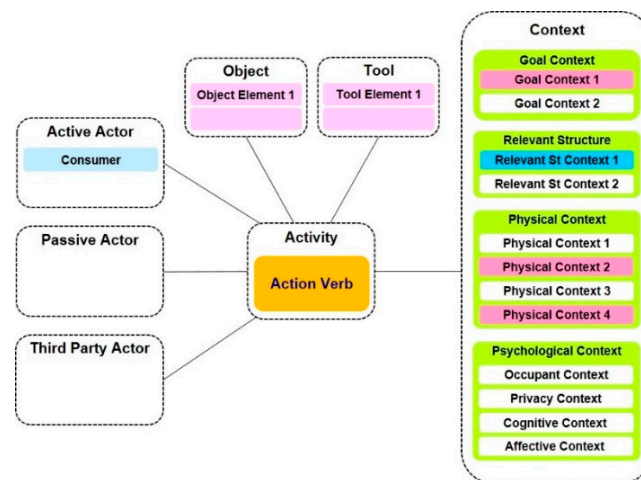 Object
Object Element 1
Tool
Tool Element 1
Active Actor
Consumer
Passive Actor
Third Party Actor
Activity
Action Verb
Context
Goal Context
Goal Context 1
Goal Context 2
Relevant Structure
Relevant St Context 1
Relevant St Context 2
Physical Context
Physical Context 1
Physical Context 2
Physical Context 3
Physical Context 4
Psychological Context
Occupant Context
Privacy Context
Cognitive Context
Affective Context